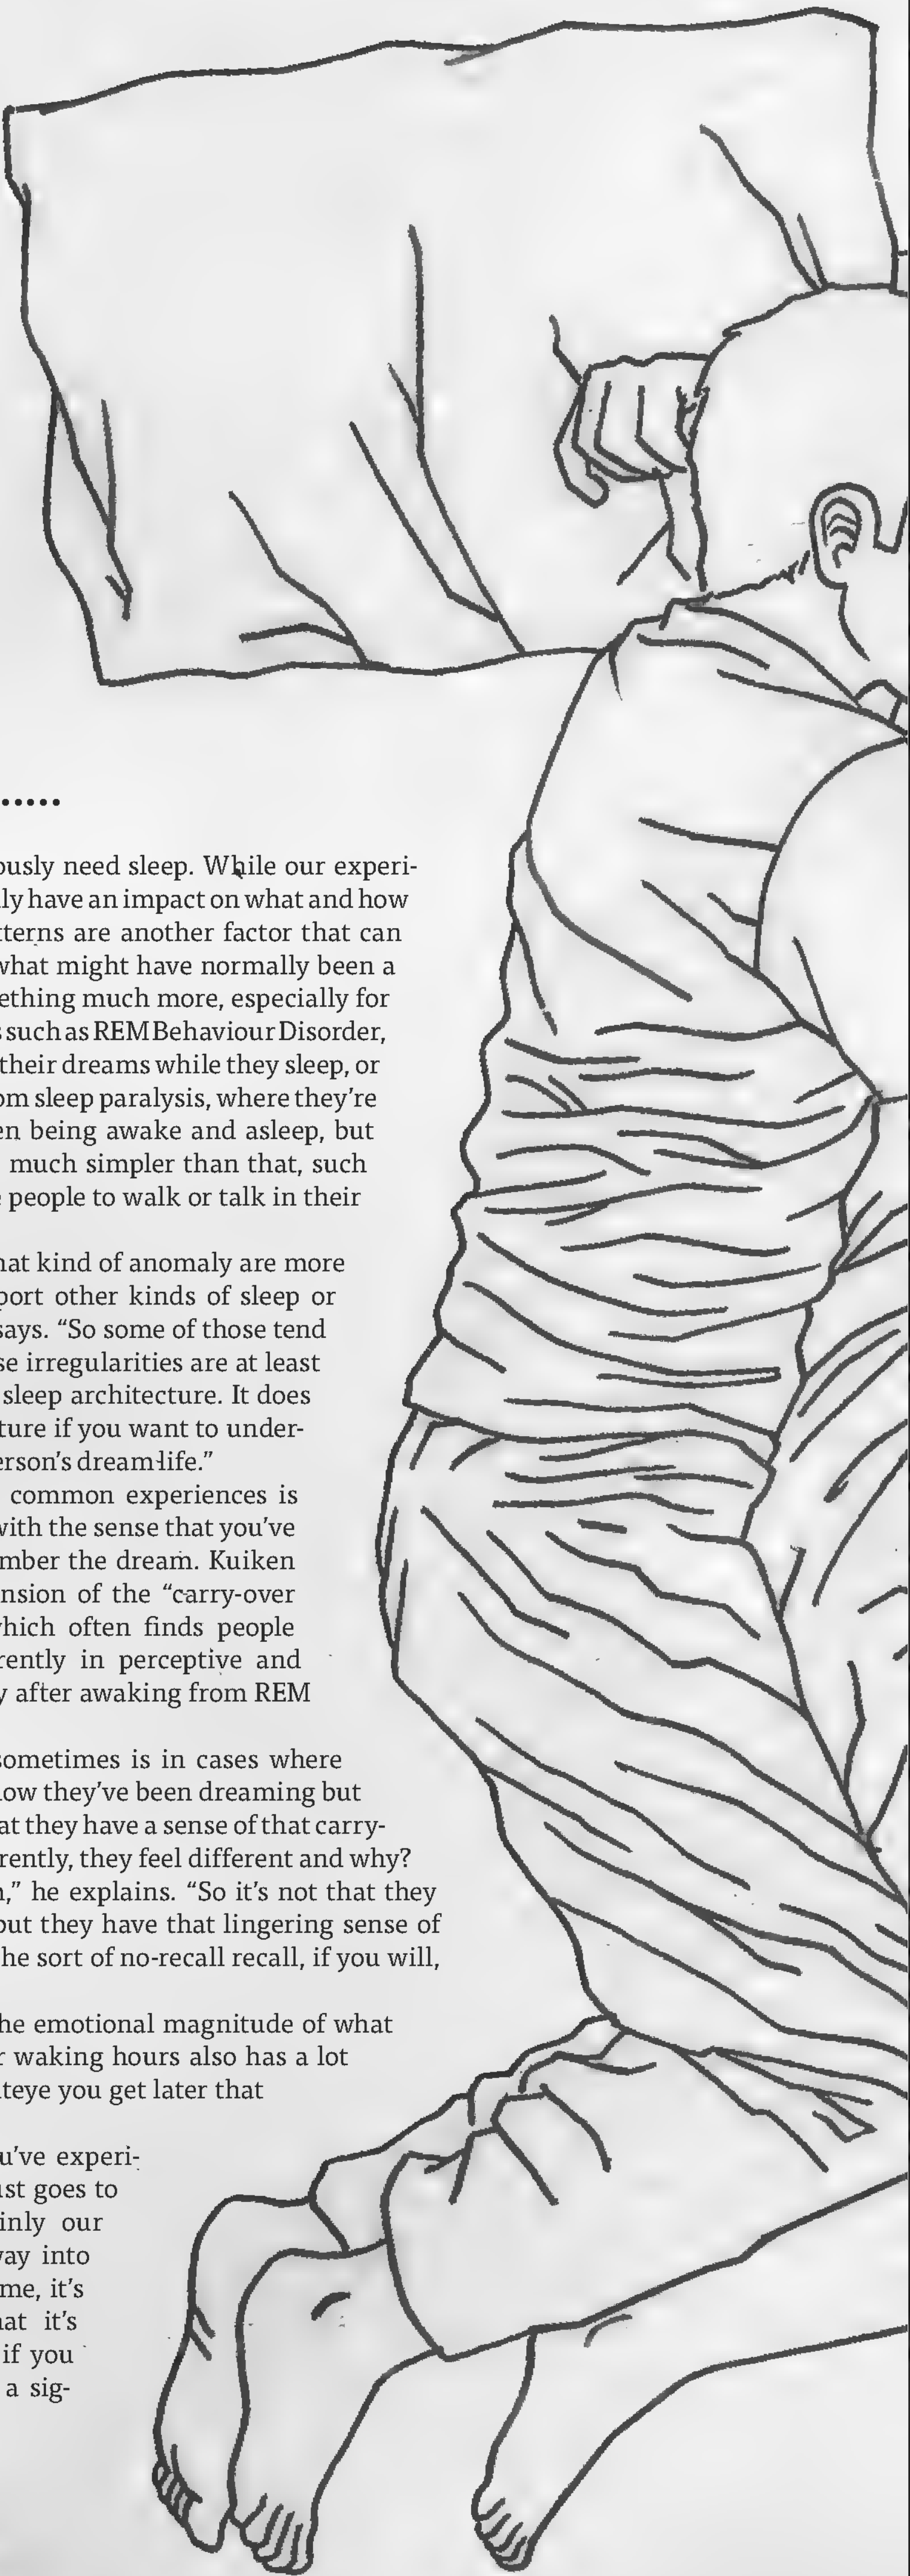 ously need sleep. While our experi-
ly have an impact on what and how
tterns are another factor that can
what might have normally been a
ething much more, especially for
s such as REM Behaviour Disorder,
their dreams while they sleep, or
om sleep paralysis, where they're
en being awake and asleep, but
much simpler than that, such
e people to walk or talk in their
hat kind of anomaly are more
port other kinds of sleep or
says. “So some of those tend
se irregularities are at least
sleep architecture. It does
ture if you want to under-
erson's dream-life.”
common experiences is
with the sense that you've
mber the dream. Kuiken
nsion of the “carry-over
which often finds people
rently in perceptive and
y after awaking from REM
sometimes is in cases where
low they've been dreaming but
at they have a sense of that carry-
rently, they feel different and why?
n,” he explains. “So it's not that they
but they have that lingering sense of
he sort of no-recall recall, if you will,
he emotional magnitude of what
r waking hours also has a lot
uteye you get later that
u've experi-
ust goes to
inly our
way into
me, it's
hat it's
if you
a sig-